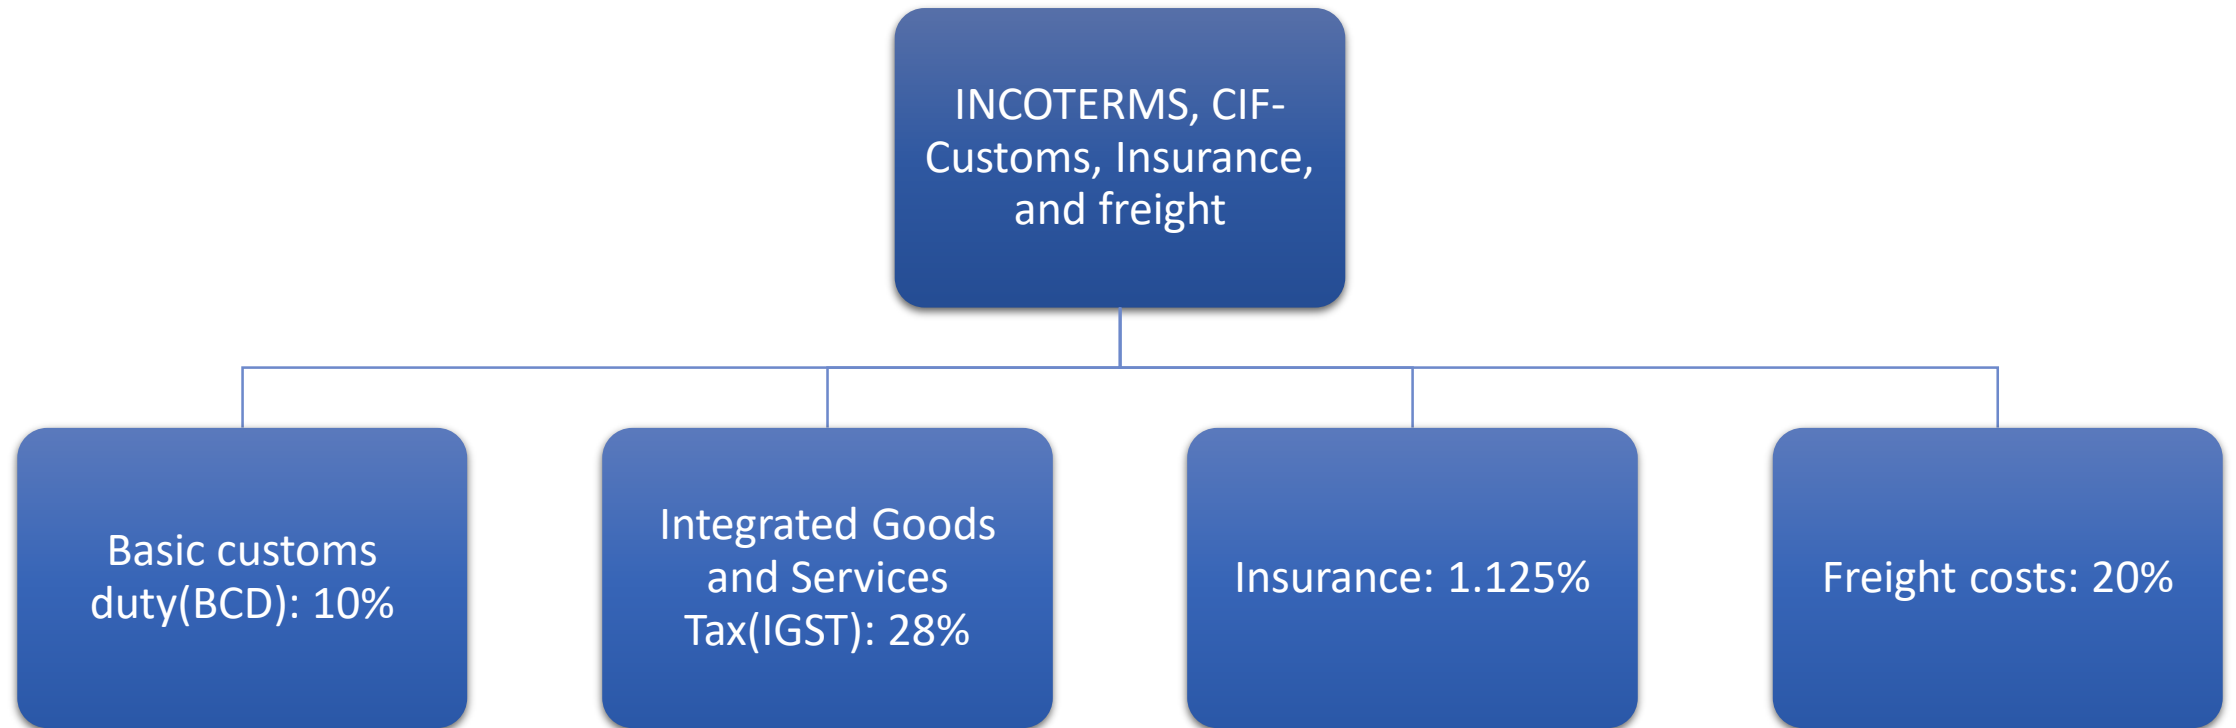 INCOTERMS, CIF-
Customs, Insurance,
and freight
Basic customs
duty(BCD): 10%
Integrated Goods
and Services
Tax(IGST): 28%
Insurance: 1.125%
Freight costs: 20%